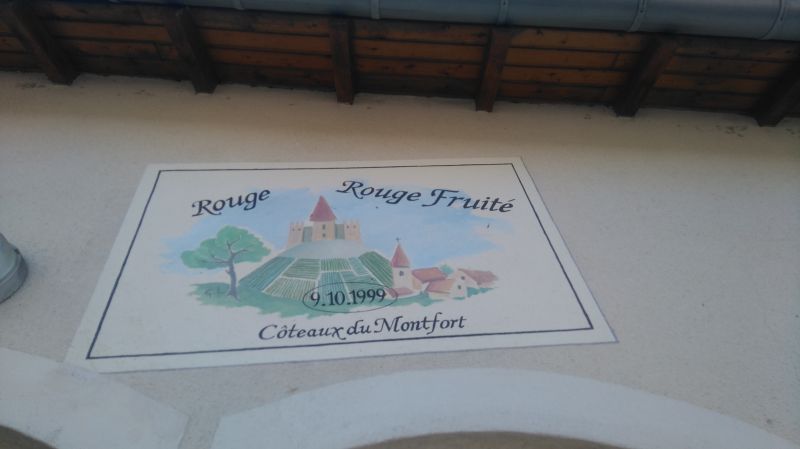 Rouge Rouge Fruité
9.10.1999
Côteaux du Montfort